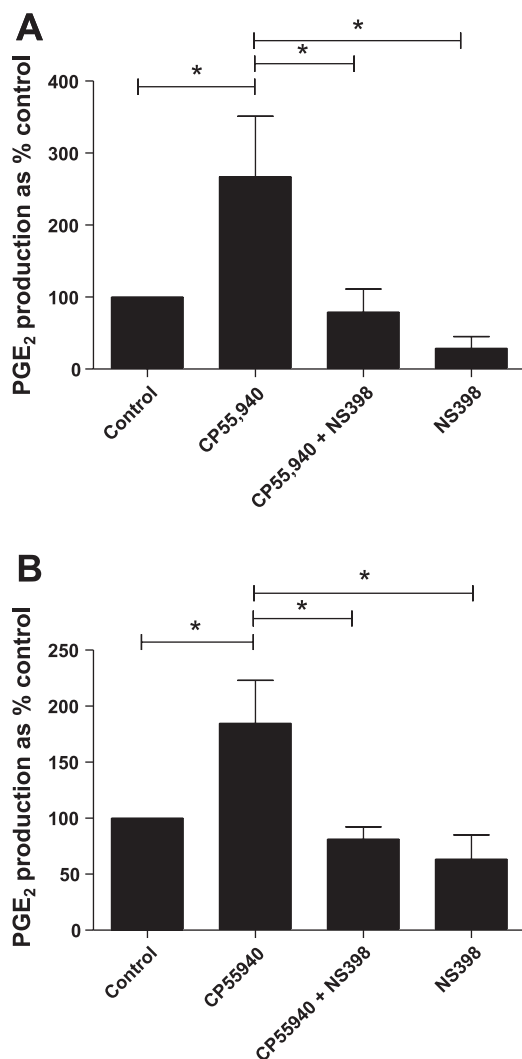 A
*
*
*
PGE₂ production as % control
400
300
200
100
0
Control
CP55,940
CP55,940 + NS398
NS398
B
*
*
*
PGE₂ production as % control
250
200
150
100
50
0
Control
CP55940
CP55940 + NS398
NS398